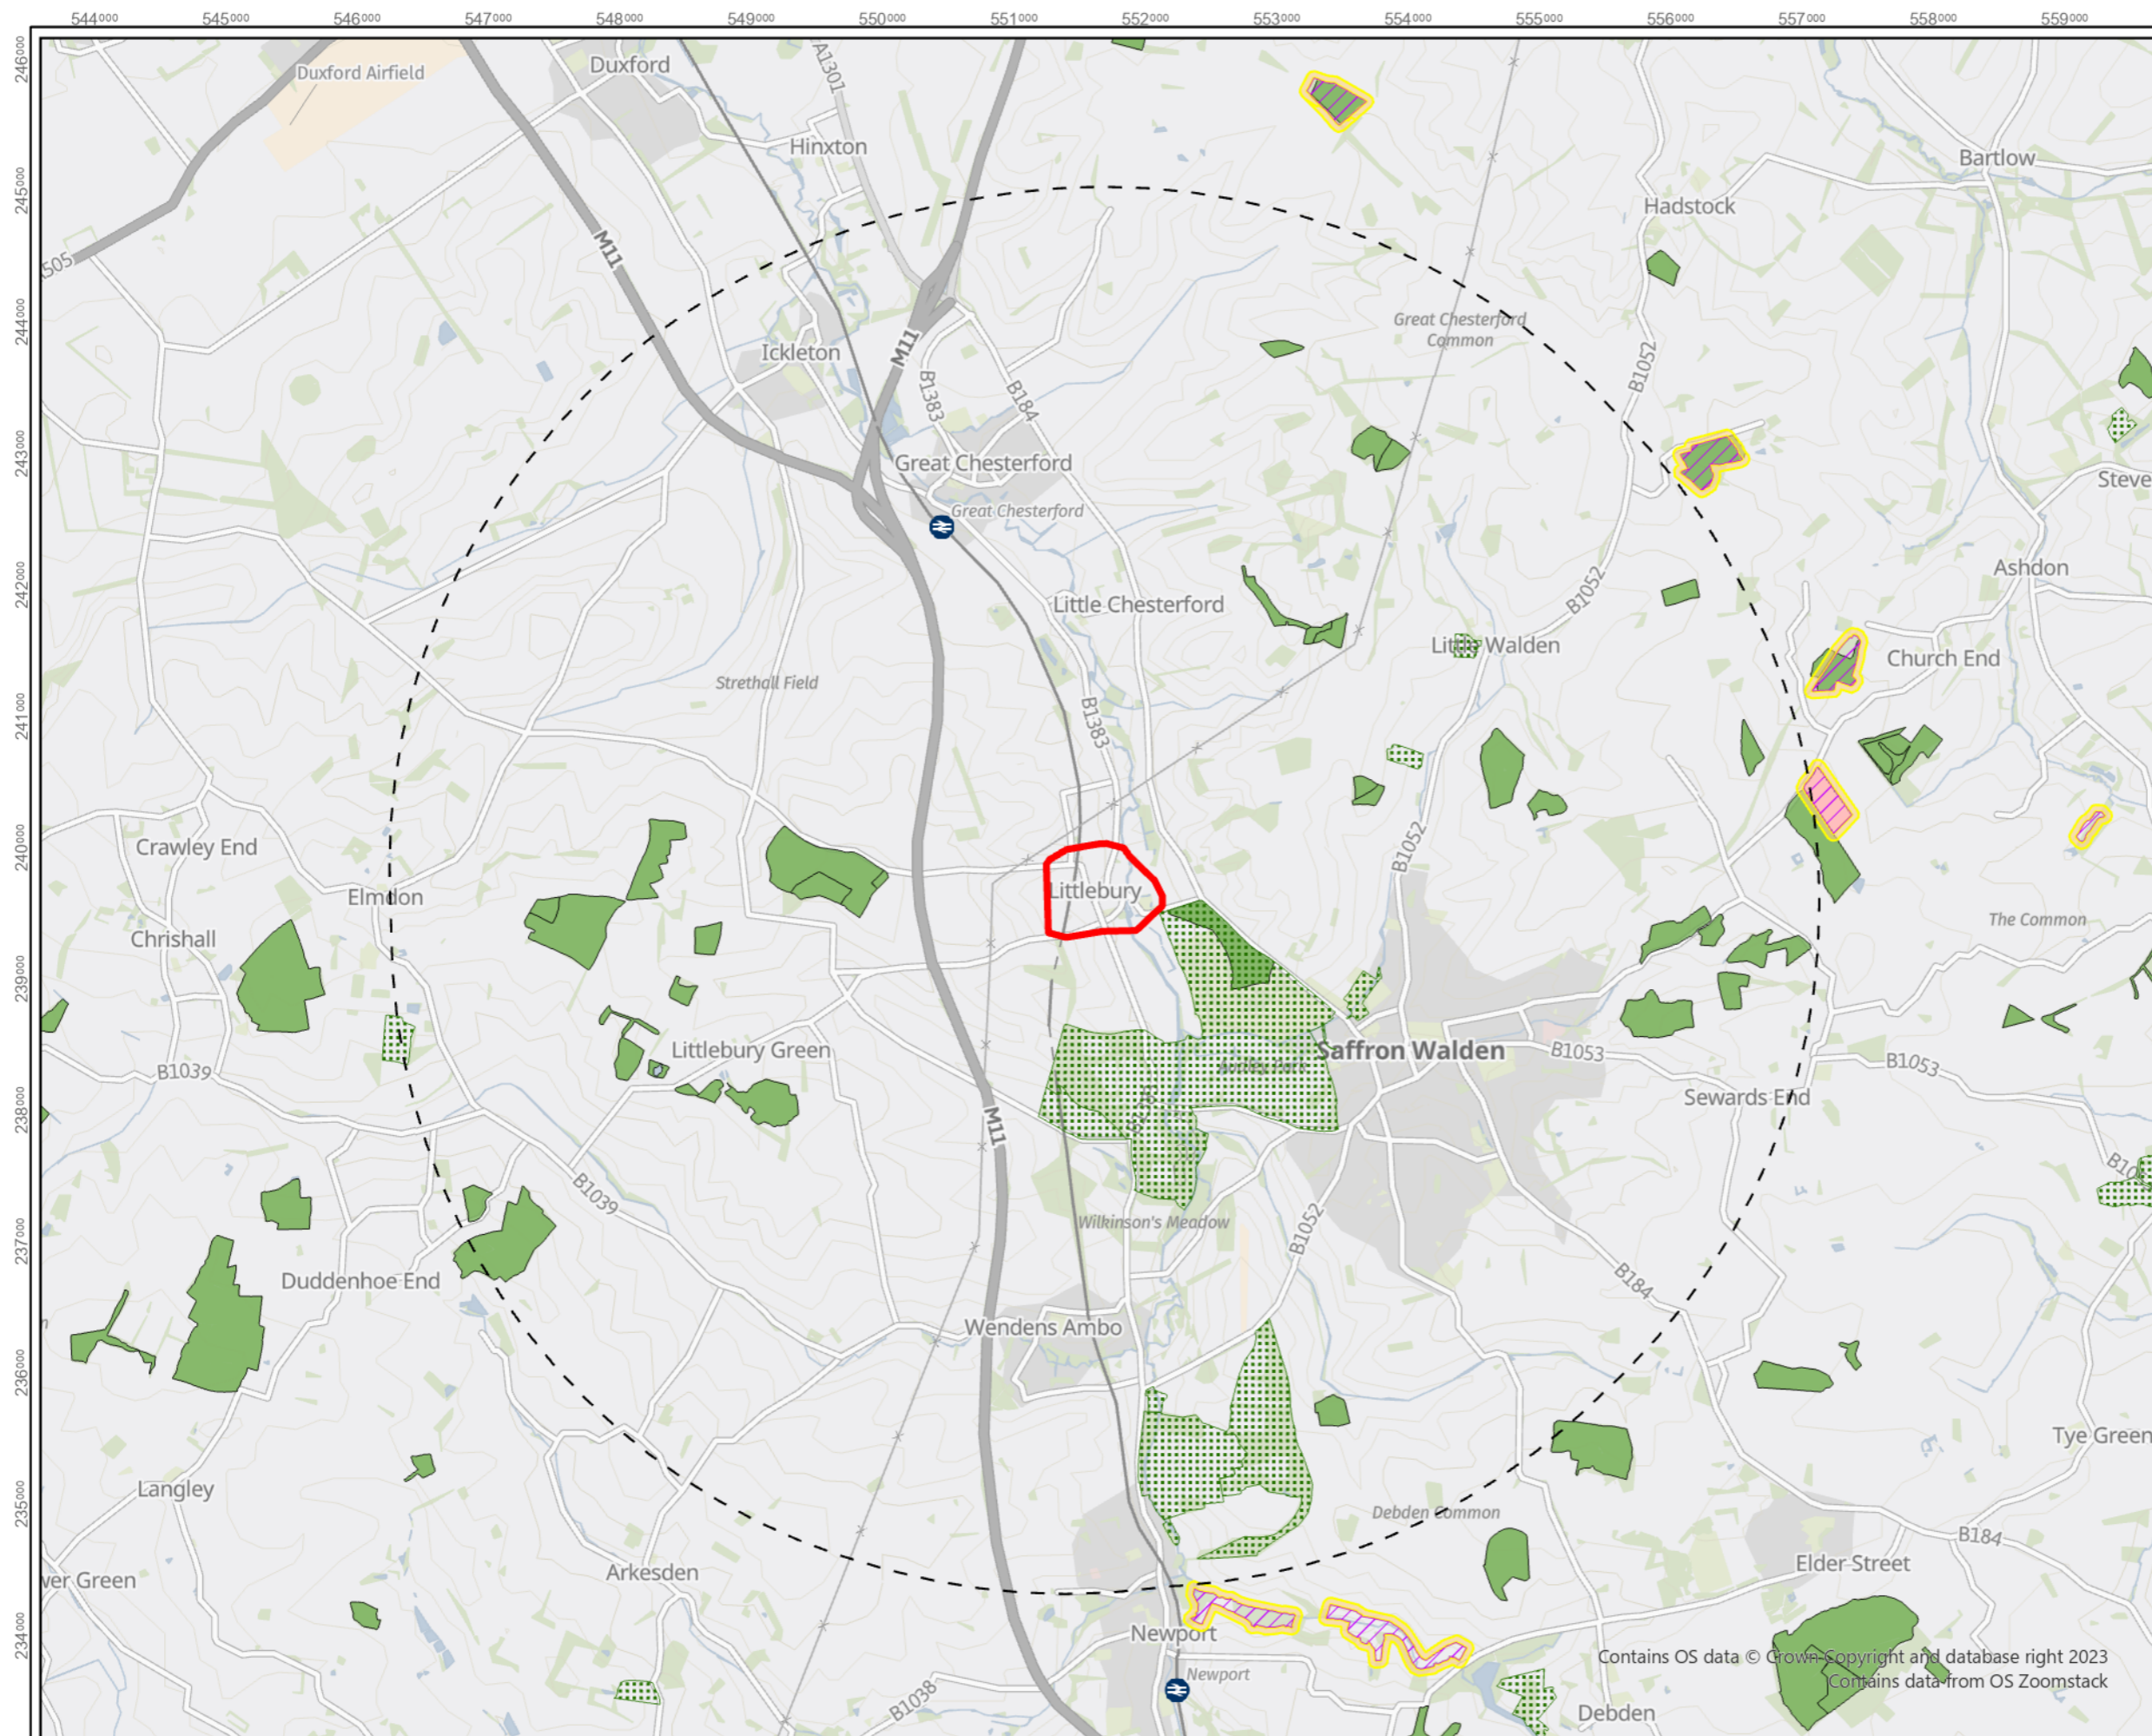 544000 545000 546000 547000 548000 549000 550000 551000 552000 553000 554000 555000 556000 557000 558000 559000
246000
245000
244000
243000
242000
241000
240000
239000
238000
237000
236000
235000
234000
Duxford Airfield
Duxford
A1301
Hinxton
Bartlow
Hadstock
M11
505
Great Chesterford
Common
Ickleton
M11
B1383
B184
B1052
Great Chesterford
Great Chesterford
Steve
Ashdon
B1052
Little Chesterford
Little Walden
Church End
Strethall Field
B1383
Crawley End
B1052
Elmdon
Littlebury
Chrishall
The Common
Littlebury Green
Saffron Walden
B1053
Audley Park
B1039
B1053
Sewards End
M11
B1383
B1039
Wilkinson's Meadow
B1052
Duddenhoe End
B184
Wendens Ambo
Tye Green
Langley
Debden Common
B184
Elder Street
Arkesden
wer Green
Newport
Newport
B1038
Debden
Contains OS data © Crown Copyright and database right 2023
Contains data from OS Zoomstack